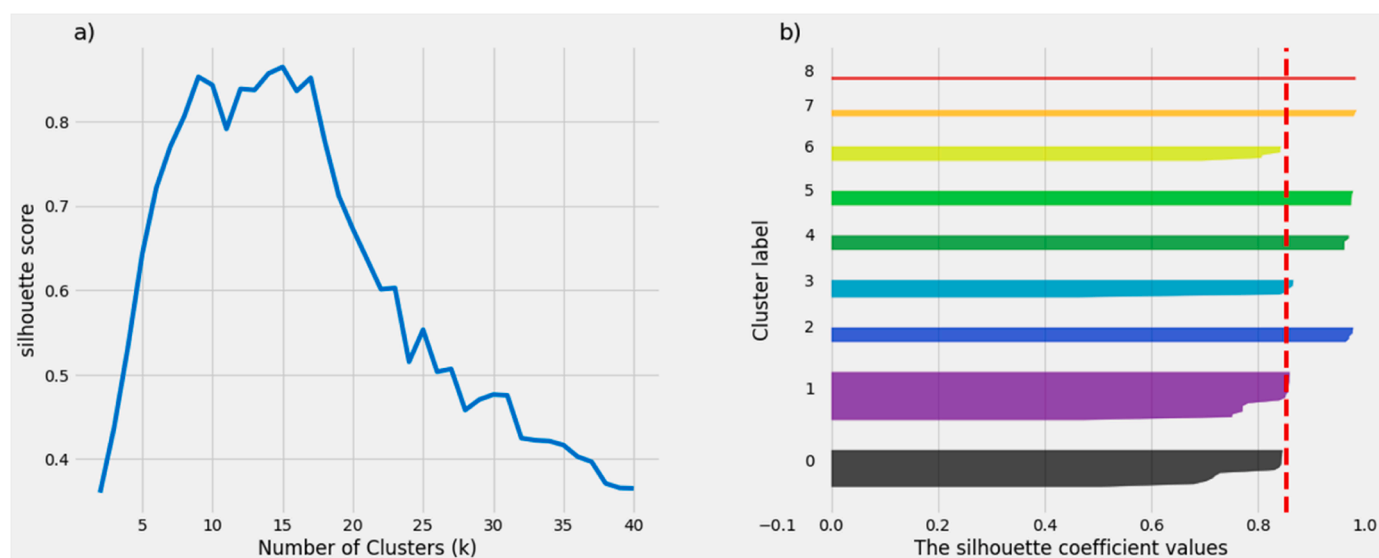 a)
silhouette score
0.8
0.7
0.6
0.5
0.4
5 10 15 20 25 30 35 40
Number of Clusters (k)
b)
Cluster label
8
7
6
5
4
3
2
1
0
−0.1 0.0 0.2 0.4 0.6 0.8 1.0
The silhouette coefficient values